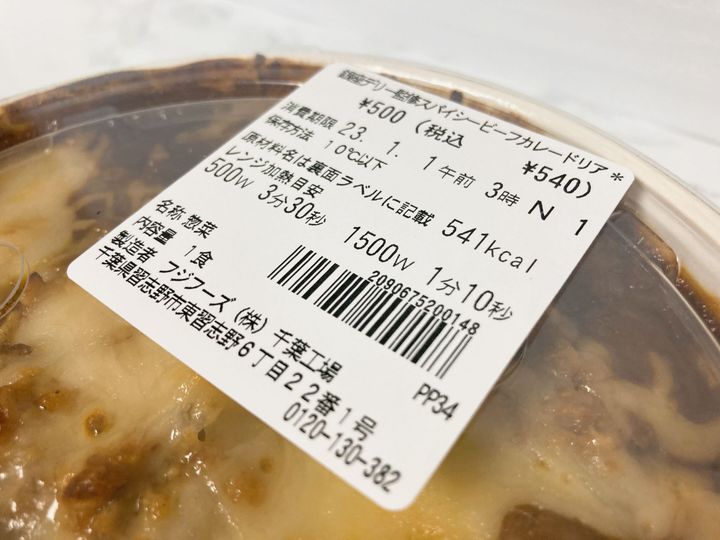 銀座デリー監修スパイシービーフカレードリア*
¥500 (税込 ¥540)
消費期限 23. 1. 1午前 3時 N 1
保存方法 10℃以下
原材料名は裏面ラベルに記載 541kcal
レンジ加熱目安
500W 3分30秒 1500W 1分10秒
名称 惣菜
内容量 1食
製造者 フジフーズ (株) 千葉工場
千葉県習志野市東習志野6丁目22番1号
0120-130-382
2090675200148
PP34